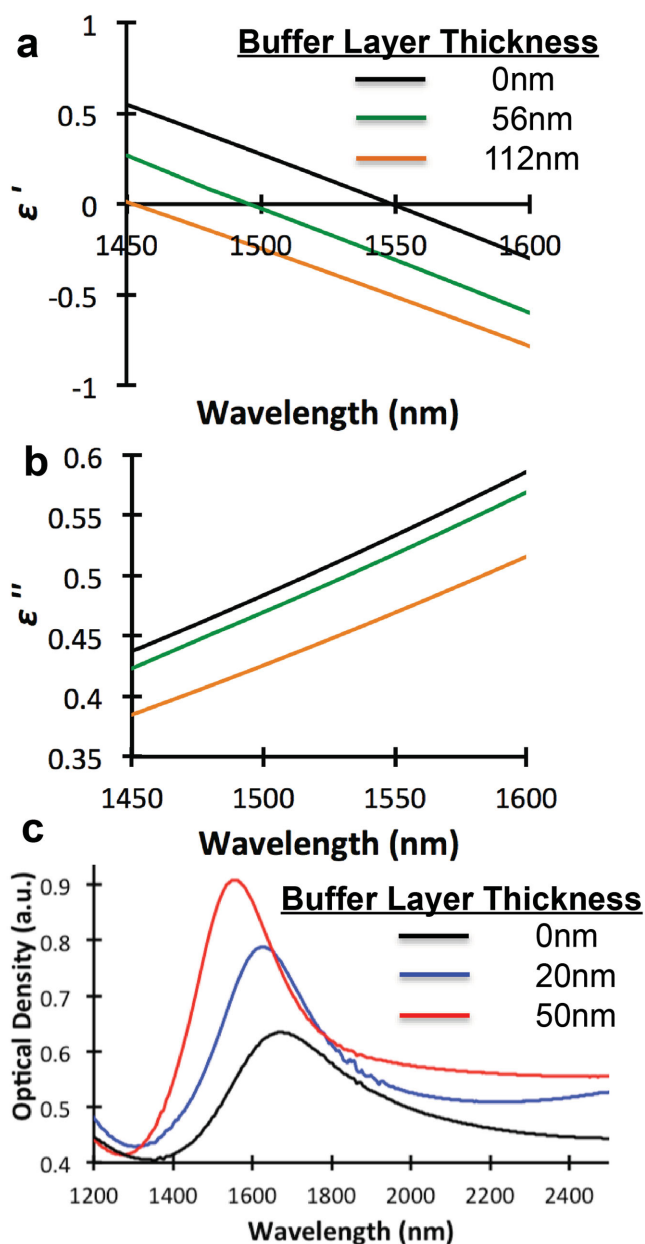 a
Buffer Layer Thickness
0nm
56nm
112nm
1
0.5
0
-0.5
-1
ε'
1450
1500
1550
1600
Wavelength (nm)
b
0.6
0.55
0.5
0.45
0.4
0.35
ε"
1450
1500
1550
1600
Wavelength (nm)
c
Buffer Layer Thickness
0nm
20nm
50nm
0.9
0.8
0.7
0.6
0.5
0.4
Optical Density (a.u.)
1200
1400
1600
1800
2000
2200
2400
Wavelength (nm)